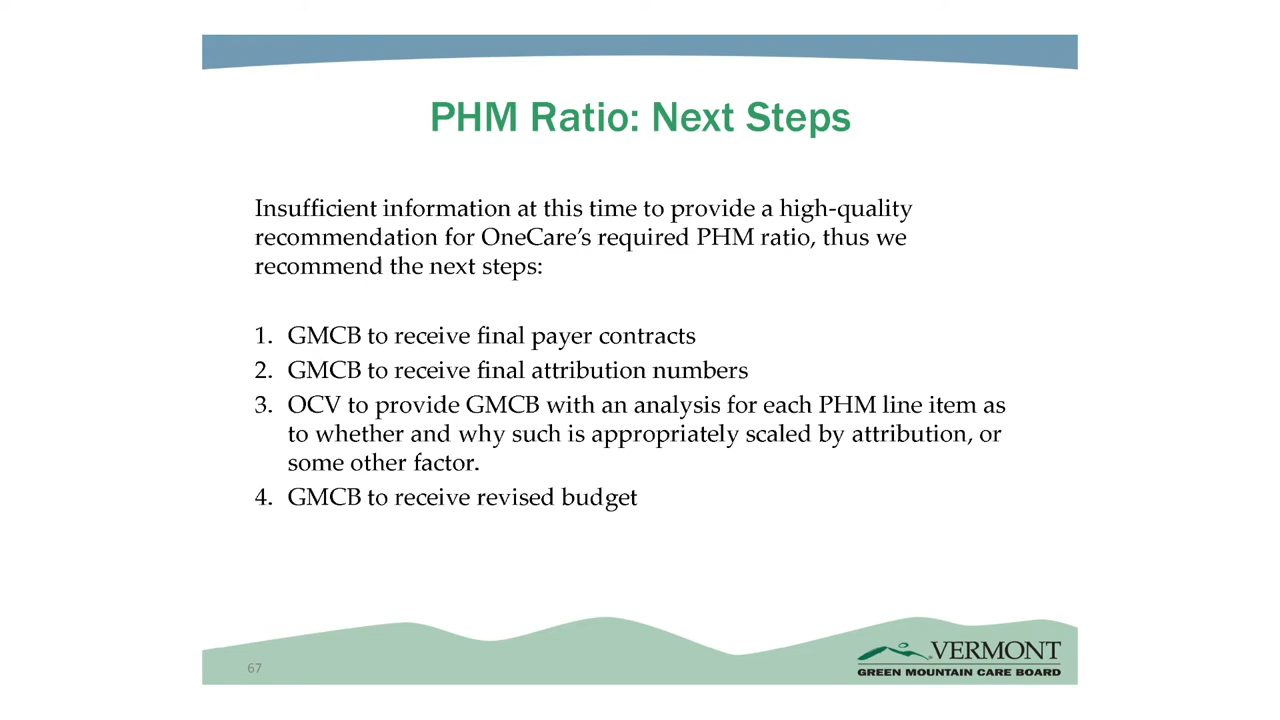 PHM Ratio: Next Steps
Insufficient information at this time to provide a high-quality
recommendation for OneCare’s required PHM ratio, thus we
recommend the next steps:
1. GMCB to receive final payer contracts
2. GMCB to receive final attribution numbers
3. OCV to provide GMCB with an analysis for each PHM line item as
to whether and why such is appropriately scaled by attribution, or
some other factor.
4. GMCB to receive revised budget
67
VERMONT
GREEN MOUNTAIN CARE BOARD